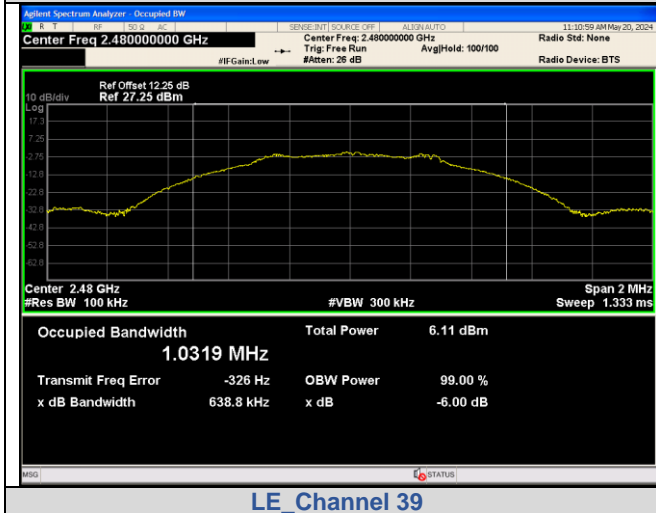 Agilent Spectrum Analyzer - Occupied BW
R T RF 50 Ω AC SENSE:INT SOURCE OFF ALIGN AUTO 11:10:59 AM May 20, 2024
Center Freq 2.480000000 GHz Center Freq: 2.480000000 GHz Radio Std: None
Trig: Free Run Avg|Hold: 100/100
#IFGain:Low #Atten: 26 dB Radio Device: BTS
Ref Offset 12.25 dB
10 dB/div Ref 27.25 dBm
Log
17.3
7.25
-2.75
-12.8
-22.8
-32.8
-42.8
-52.8
-62.8
Center 2.48 GHz Span 2 MHz
#Res BW 100 kHz #VBW 300 kHz Sweep 1.333 ms
Occupied Bandwidth Total Power 6.11 dBm
1.0319 MHz
Transmit Freq Error -326 Hz OBW Power 99.00 %
x dB Bandwidth 638.8 kHz x dB -6.00 dB
MSG STATUS
LE_Channel 39